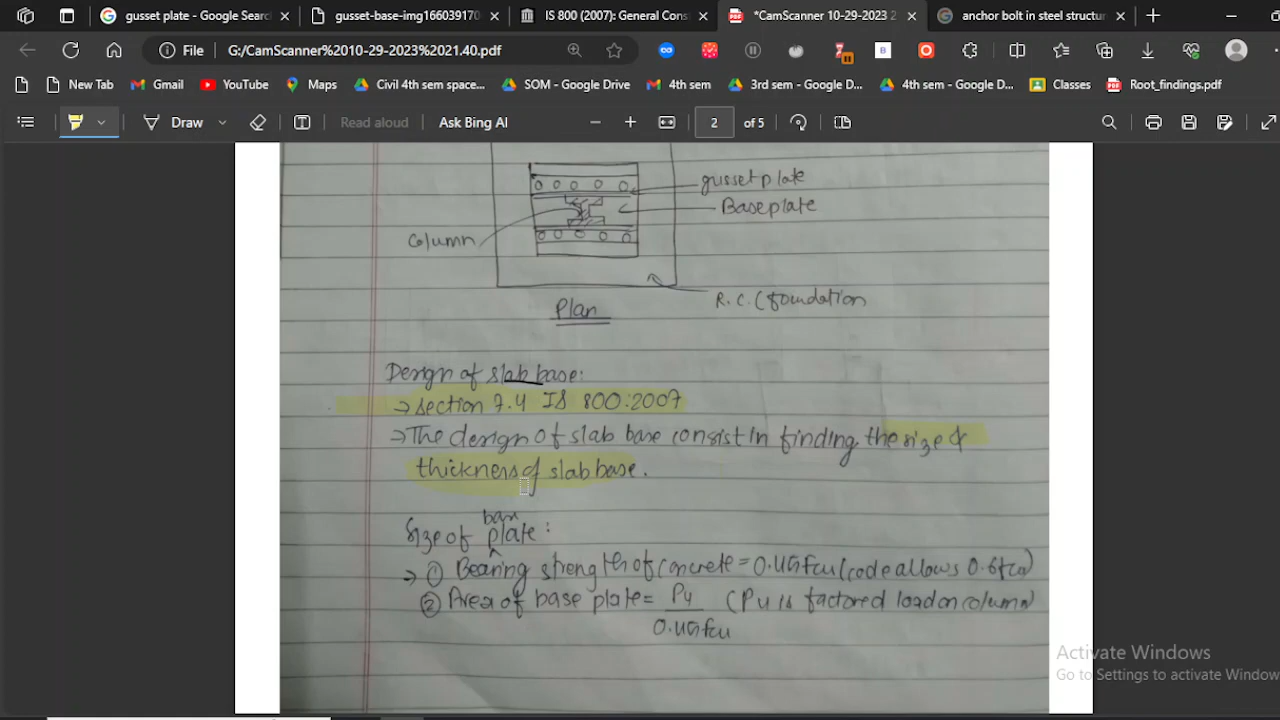 gusset plate - Google Searc
gusset-base-img166039170
IS 800 (2007): General Cons
*CamScanner 10-29-2023 2
anchor bolt in steel structur
File
G:/CamScanner%2010-29-2023%2021.40.pdf
New Tab
Gmail
YouTube
Maps
Civil 4th sem space...
SOM - Google Drive
4th sem
3rd sem - Google D...
4th sem - Google D...
Classes
Root_findings.pdf
Draw
Read aloud
Ask Bing AI
2
of 5
gusset plate
Baseplate
column
R.C.C foundation
Plan
Design of slab base:
→ section 7.4 IS 800:2007
→ The design of slab base consist in finding the size &
thickness of slab base.
base
Size of plate:
→ ① Bearing strength of concrete = 0.45fcu (code allows 0.6fcu)
② Area of base plate = Pu (Pu is factored load on column)
0.45fcu
Activate Windows
Go to Settings to activate Window